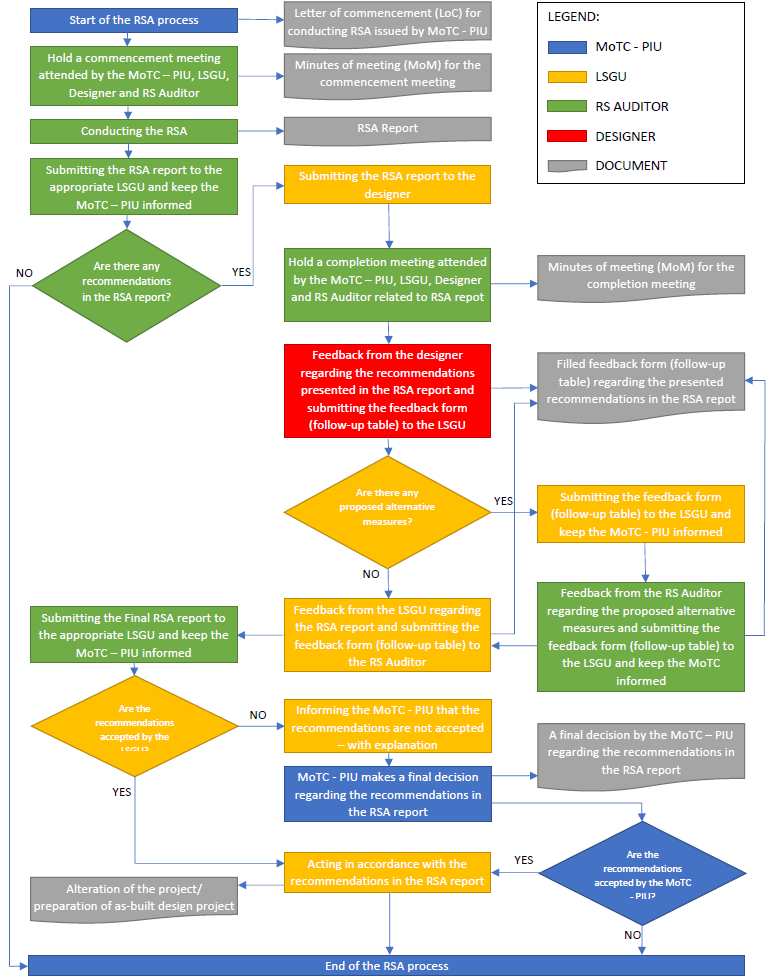 Start of the RSA process
Letter of commencement (LoC) for
conducting RSA issued by MoTC - PIU
LEGEND:
MoTC - PIU
LSGU
RS AUDITOR
DESIGNER
DOCUMENT
Hold a commencement meeting
attended by the MoTC – PIU, LSGU,
Designer and RS Auditor
Minutes of meeting (MoM) for the
commencement meeting
Conducting the RSA
RSA Report
Submitting the RSA report to the
appropriate LSGU and keep the
MoTC – PIU informed
Submitting the RSA report to the
designer
NO
Are there any
recommendations
in the RSA report?
YES
Hold a completion meeting attended
by the MoTC – PIU, LSGU, Designer
and RS Auditor related to RSA repot
Minutes of meeting (MoM) for the
completion meeting
Feedback from the designer
regarding the recommendations
presented in the RSA report and
submitting the feedback form
(follow-up table) to the LSGU
Filled feedback form (follow-up
table) regarding the presented
recommendations in the RSA repot
Are there any
proposed alternative
measures?
YES
Submitting the feedback form
(follow-up table) to the LSGU and
keep the MoTC - PIU informed
NO
Submitting the Final RSA report to
the appropriate LSGU and keep the
MoTC – PIU informed
Feedback from the LSGU regarding
the RSA report and submitting the
feedback form (follow-up table) to
the RS Auditor
Feedback from the RS Auditor
regarding the proposed alternative
measures and submitting the
feedback form (follow-up table) to
the LSGU and keep the MoTC
informed
Are the
recommendations
accepted by the
LSGU?
NO
Informing the MoTC - PIU that the
recommendations are not accepted
– with explanation
A final decision by the MoTC – PIU
regarding the recommendations in
the RSA report
YES
MoTC - PIU makes a final decision
regarding the recommendations in
the RSA report
Acting in accordance with the
recommendations in the RSA report
YES
Are the
recommendations
accepted by the MoTC
- PIU?
Alteration of the project/
preparation of as-built design project
NO
End of the RSA process